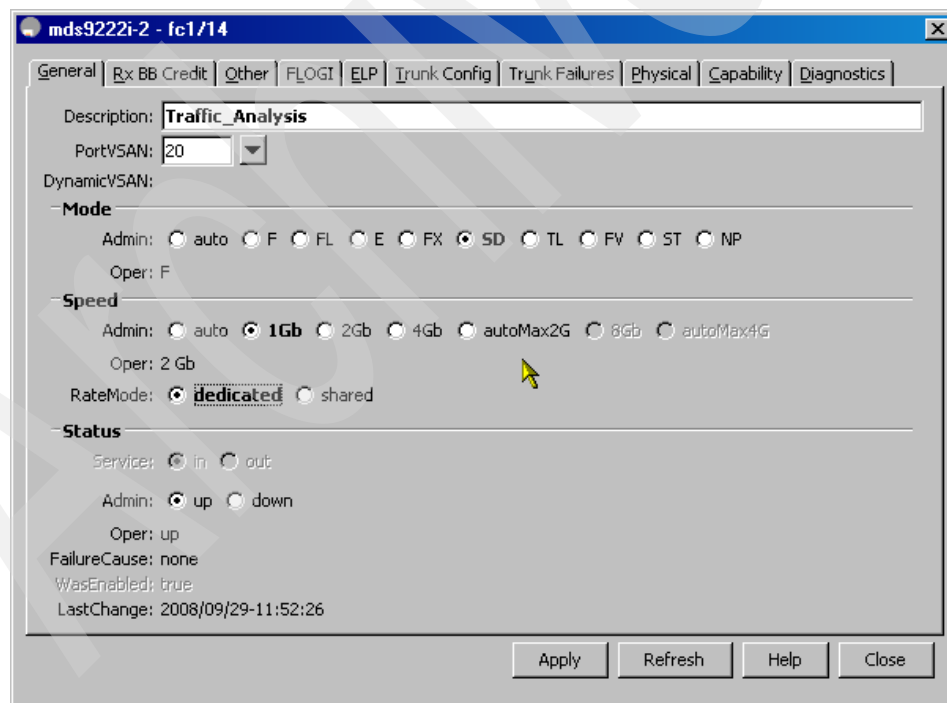 mds9222i-2 - fc1/14
General Rx BB Credit Other FLOGI ELP Trunk Config Trunk Failures Physical Capability Diagnostics
Description: Traffic_Analysis
PortVSAN: 20
DynamicVSAN:
Mode
Admin: auto F FL E FX SD TL FV ST NP
Oper: F
Speed
Admin: auto 1Gb 2Gb 4Gb autoMax2G 8Gb autoMax4G
Oper: 2 Gb
RateMode: dedicated shared
Status
Service: in out
Admin: up down
Oper: up
FailureCause: none
WasEnabled: true
LastChange: 2008/09/29-11:52:26
Apply Refresh Help Close